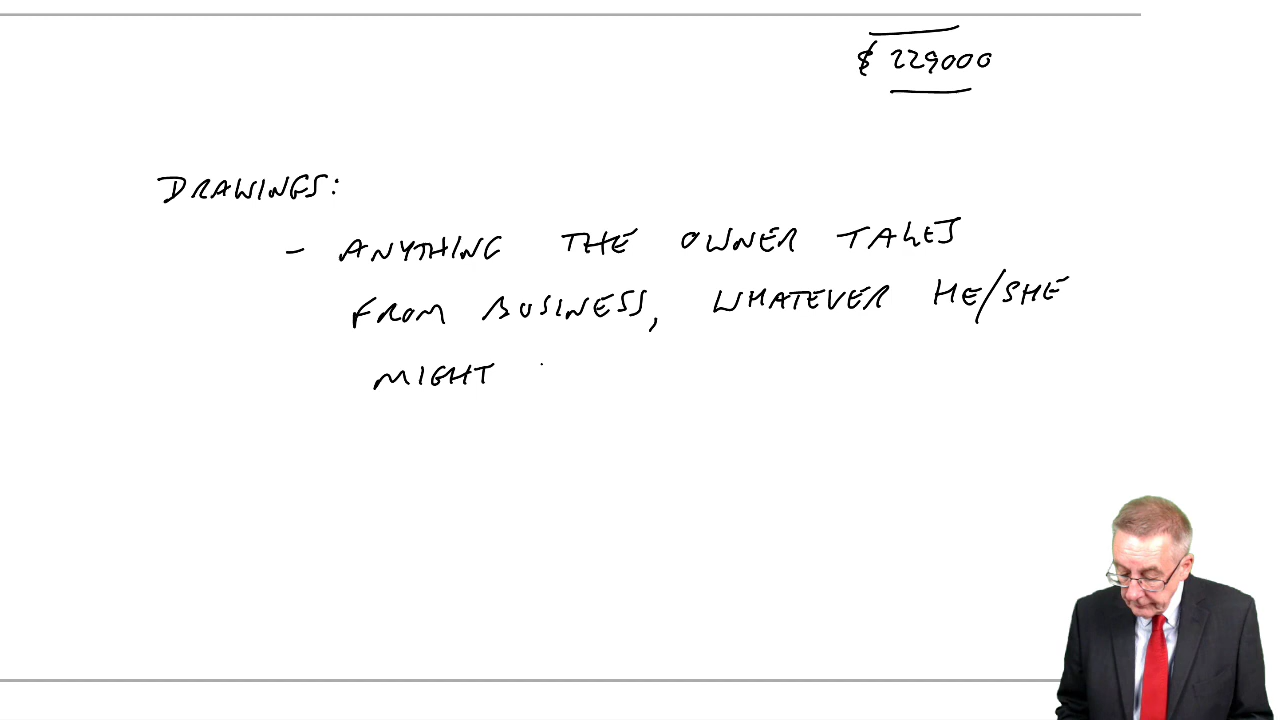 $ 229000
DRAWINGS:
- ANYTHING THE OWNER TAKES
FROM BUSINESS, WHATEVER HE/SHE
MIGHT